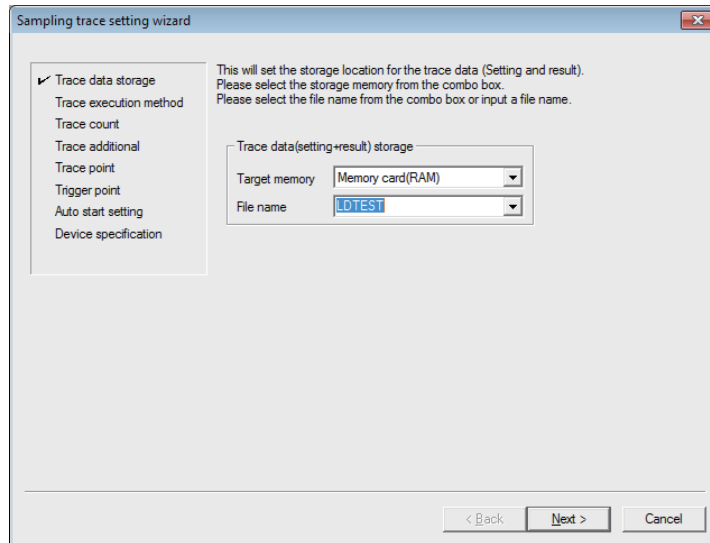 Sampling trace setting wizard
Trace data storage
Trace execution method
Trace count
Trace additional
Trace point
Trigger point
Auto start setting
Device specification
This will set the storage location for the trace data (Setting and result).
Please select the storage memory from the combo box.
Please select the file name from the combo box or input a file name.
Trace data(setting+result) storage
Target memory Memory card(RAM)
File name LDTEST
< Back Next > Cancel